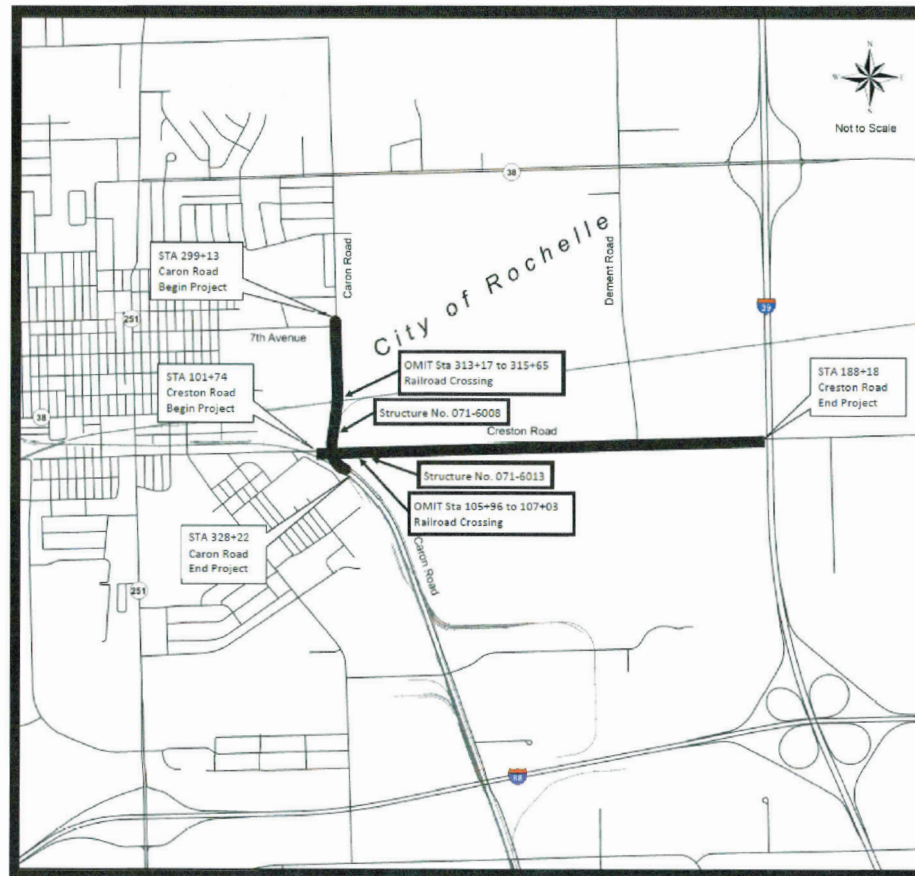 N
W
E
S
Not to Scale
38
City of Rochelle
Caron Road
Dement Road
STA 299+13
Caron Road
Begin Project
251
39
7th Avenue
OMIT Sta 313+17 to 315+65
Railroad Crossing
STA 101+74
Creston Road
Begin Project
STA 188+18
Creston Road
End Project
38
Structure No. 071-6008
Creston Road
Structure No. 071-6013
OMIT Sta 105+96 to 107+03
Railroad Crossing
STA 328+22
Caron Road
End Project
Caron Road
251
88